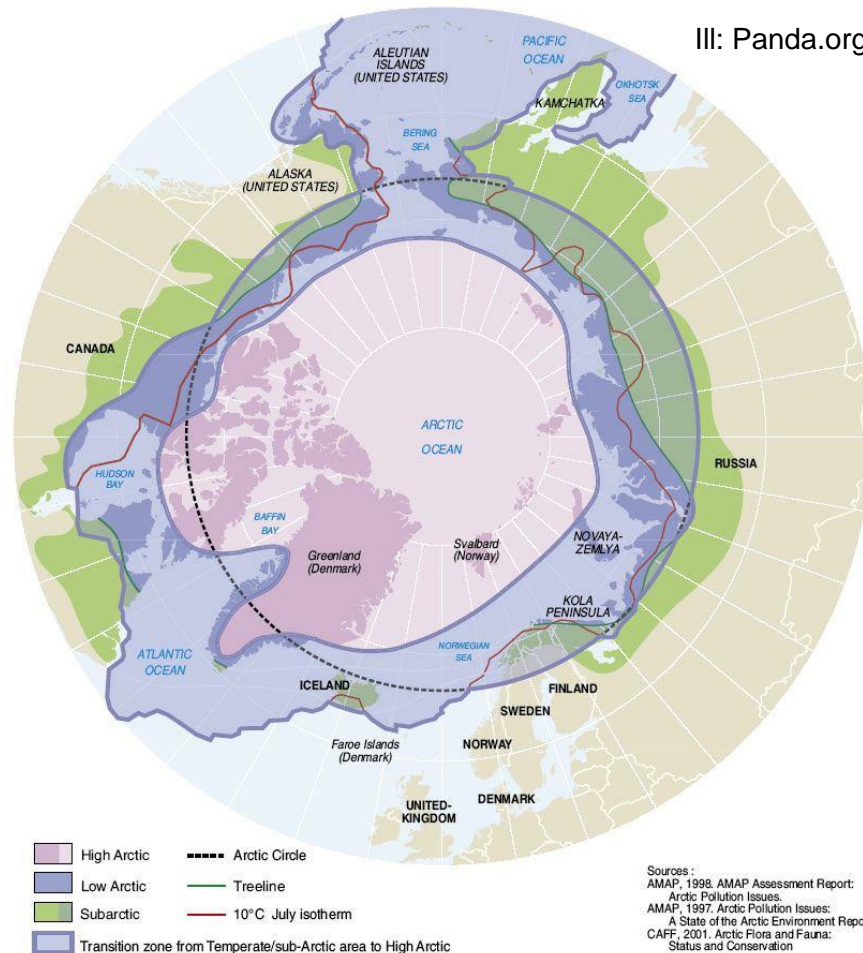 Ill: Panda.org
ALEUTIAN
ISLANDS
(UNITED STATES)
PACIFIC
OCEAN
OKHOTSK
SEA
KAMCHATKA
BERING
SEA
ALASKA
(UNITED STATES)
CANADA
ARCTIC
OCEAN
RUSSIA
HUDSON
BAY
BAFFIN
BAY
Greenland
(Denmark)
Svalbard
(Norway)
NOVAYA-
ZEMLYA
KOLA
PENINSULA
ATLANTIC
OCEAN
NORWEGIAN
SEA
ICELAND
FINLAND
SWEDEN
Faroe Islands
(Denmark)
NORWAY
UNITED-
KINGDOM
DENMARK
High Arctic
Low Arctic
Subarctic
Arctic Circle
Treeline
10°C July isotherm
Transition zone from Temperate/sub-Arctic area to High Arctic
Sources :
AMAP, 1998. AMAP Assessment Report:
Arctic Pollution Issues.
AMAP, 1997. Arctic Pollution Issues:
A State of the Arctic Environment Repo
CAFF, 2001. Arctic Flora and Fauna:
Status and Conservation